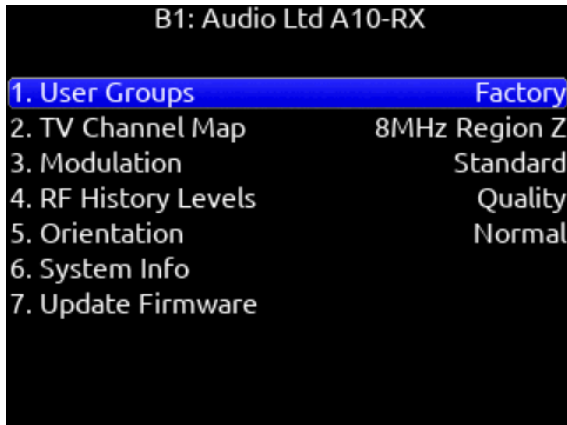 B1: Audio Ltd A10-RX
1. User Groups Factory
2. TV Channel Map 8MHz Region Z
3. Modulation Standard
4. RF History Levels Quality
5. Orientation Normal
6. System Info
7. Update Firmware